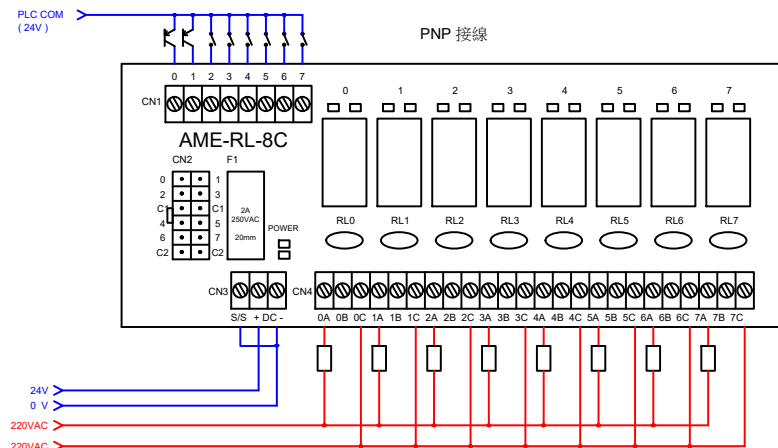 PLC COM
( 24V )
PNP 接線
0 1 2 3 4 5 6 7
CN1
0 1 2 3 4 5 6 7
AME-RL-8C
CN2
F1
0 1
2 3
C1 C1
4 5
6 7
C2 C2
2A
250VAC
20mm
POWER
RL0 RL1 RL2 RL3 RL4 RL5 RL6 RL7
CN3
CN4
S/S + DC -
0A 0B 0C 1A 1B 1C 2A 2B 2C 3A 3B 3C 4A 4B 4C 5A 5B 5C 6A 6B 6C 7A 7B 7C
24V
0 V
220VAC
220VAC